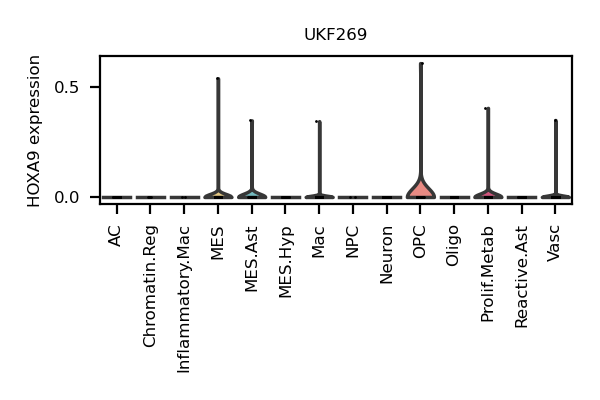 UKF269
HOXA9 expression
0.5
0.0
AC
Chromatin.Reg
Inflammatory.Mac
MES
MES.Ast
MES.Hyp
Mac
NPC
Neuron
OPC
Oligo
Prolif.Metab
Reactive.Ast
Vasc